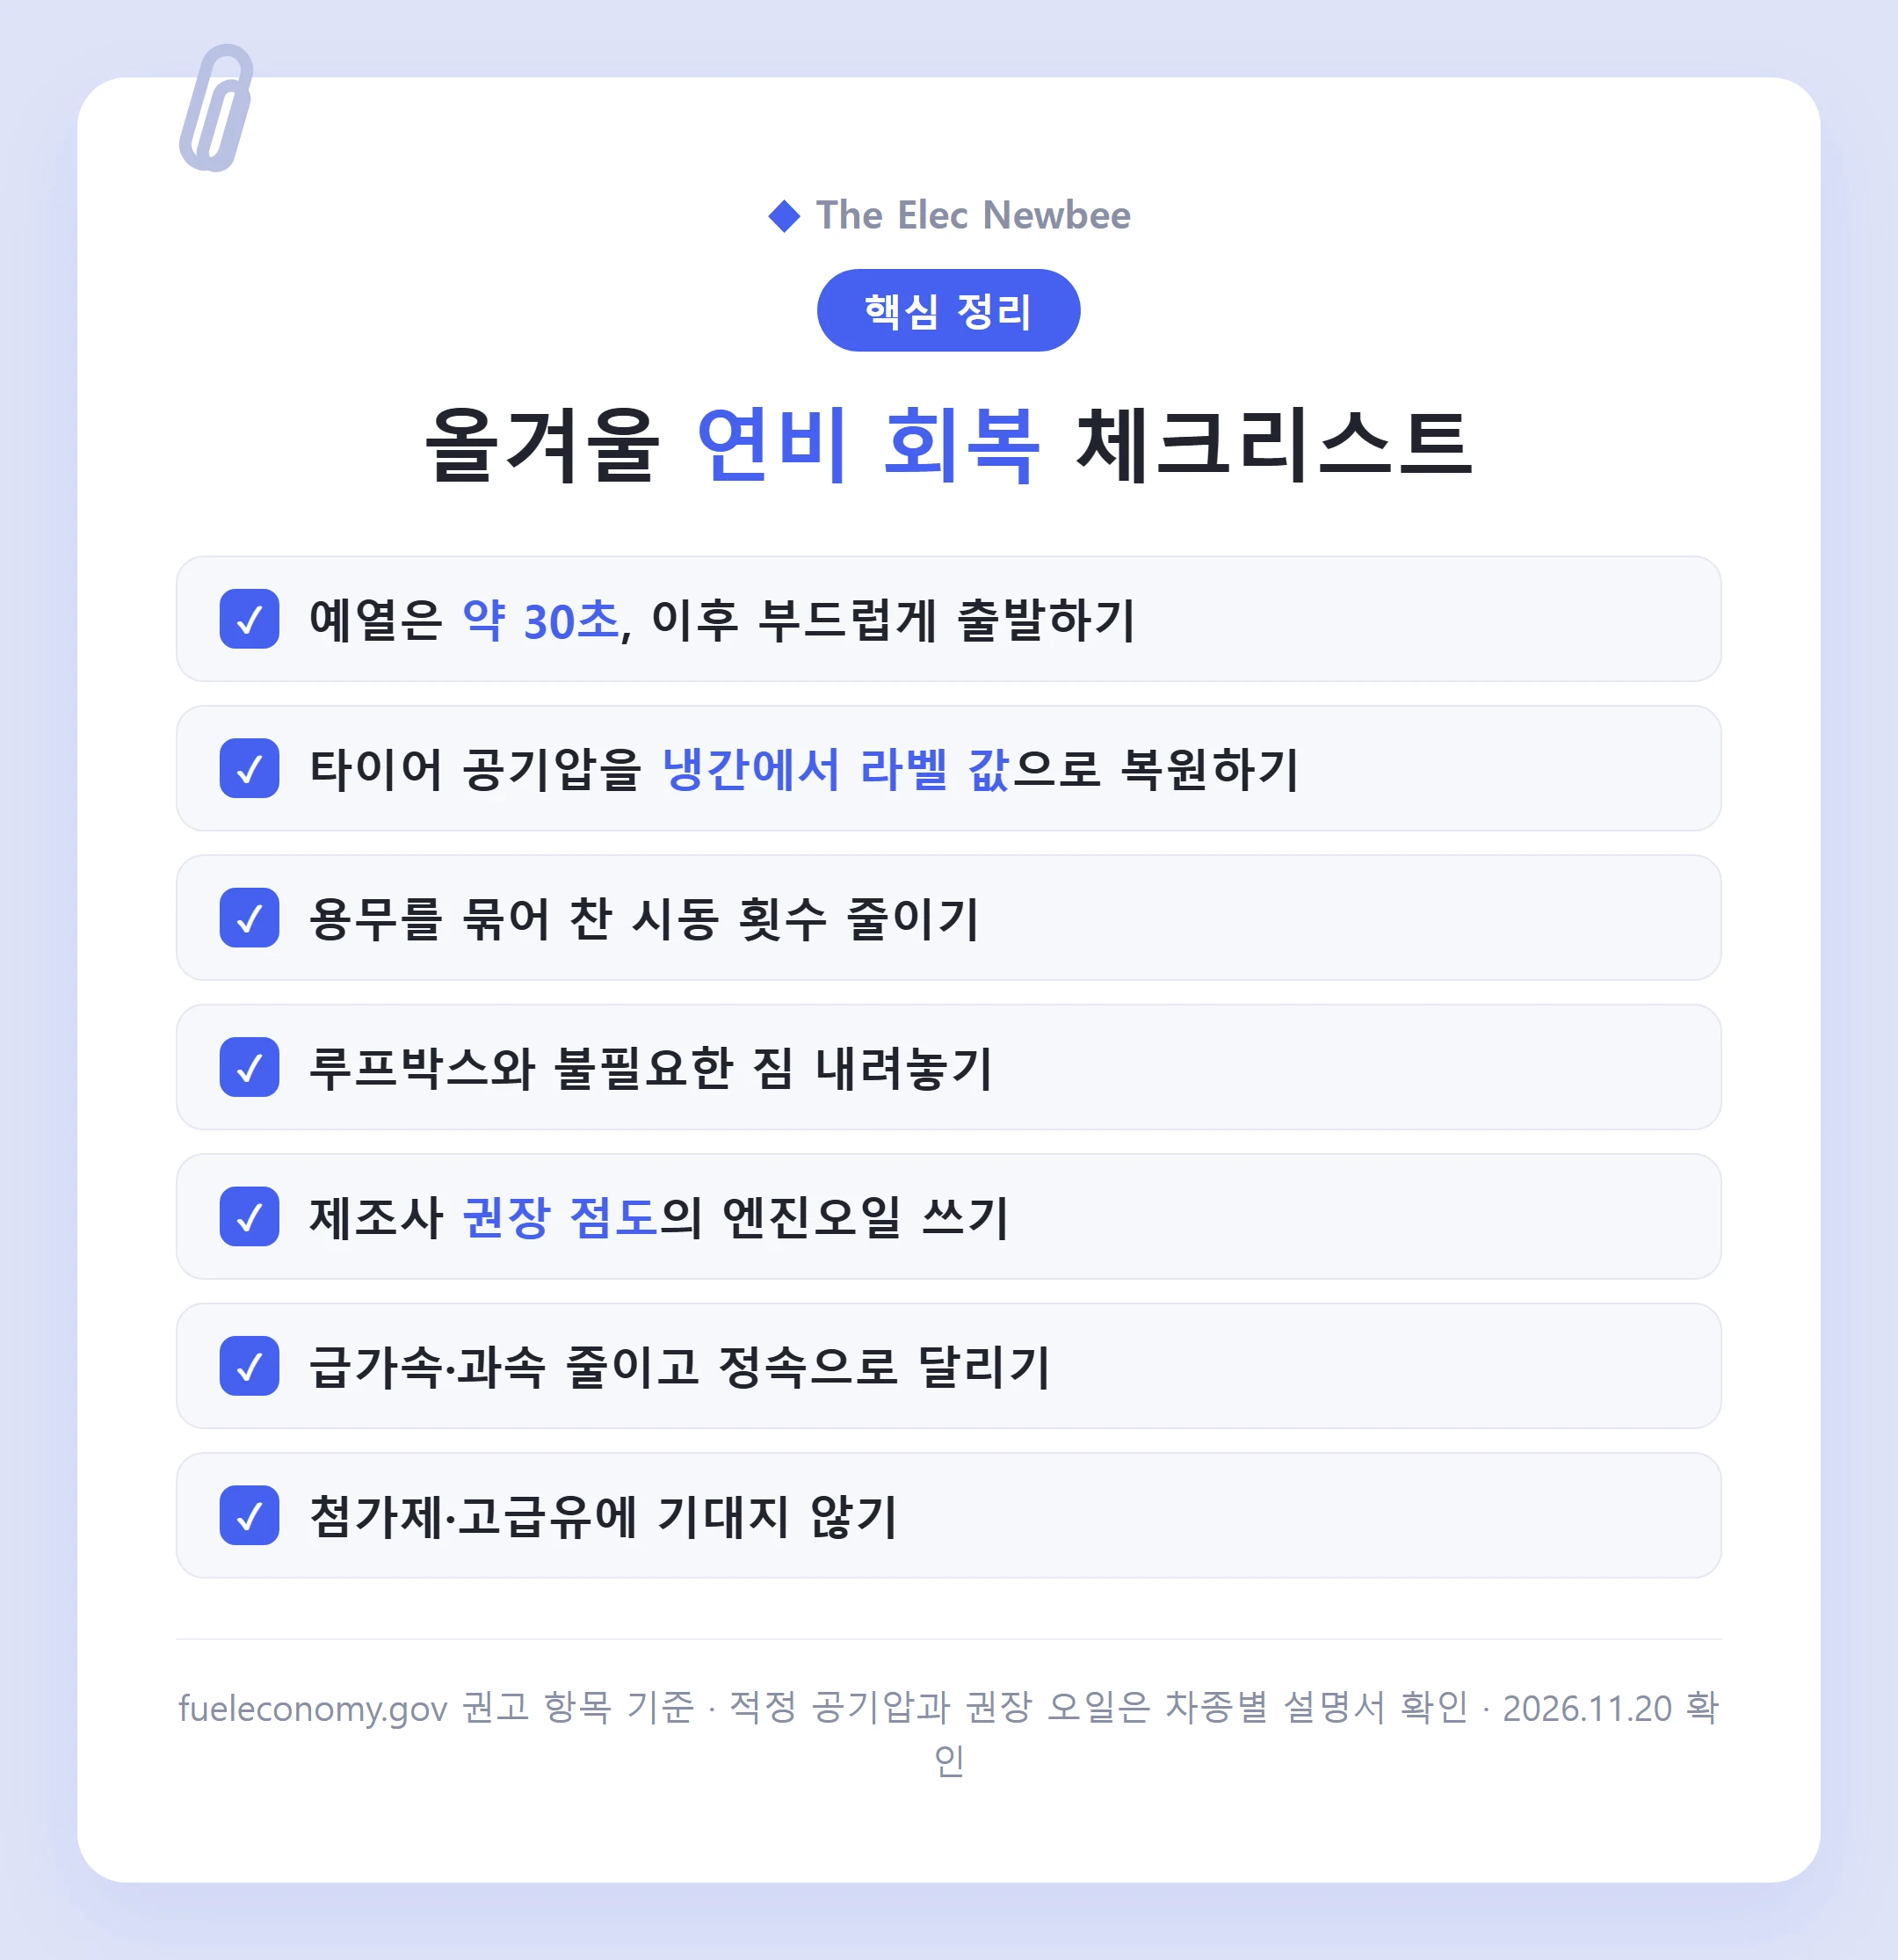 The Elec Newbee
핵심 정리
올겨울 연비 회복 체크리스트
예열은 약 30초, 이후 부드럽게 출발하기
타이어 공기압을 냉간에서 라벨 값으로 복원하기
용무를 묶어 찬 시동 횟수 줄이기
루프박스와 불필요한 짐 내려놓기
제조사 권장 점도의 엔진오일 쓰기
급가속·과속 줄이고 정속으로 달리기
첨가제·고급유에 기대지 않기
fueleconomy.gov 권고 항목 기준 · 적정 공기압과 권장 오일은 차종별 설명서 확인 · 2026.11.20 확
인